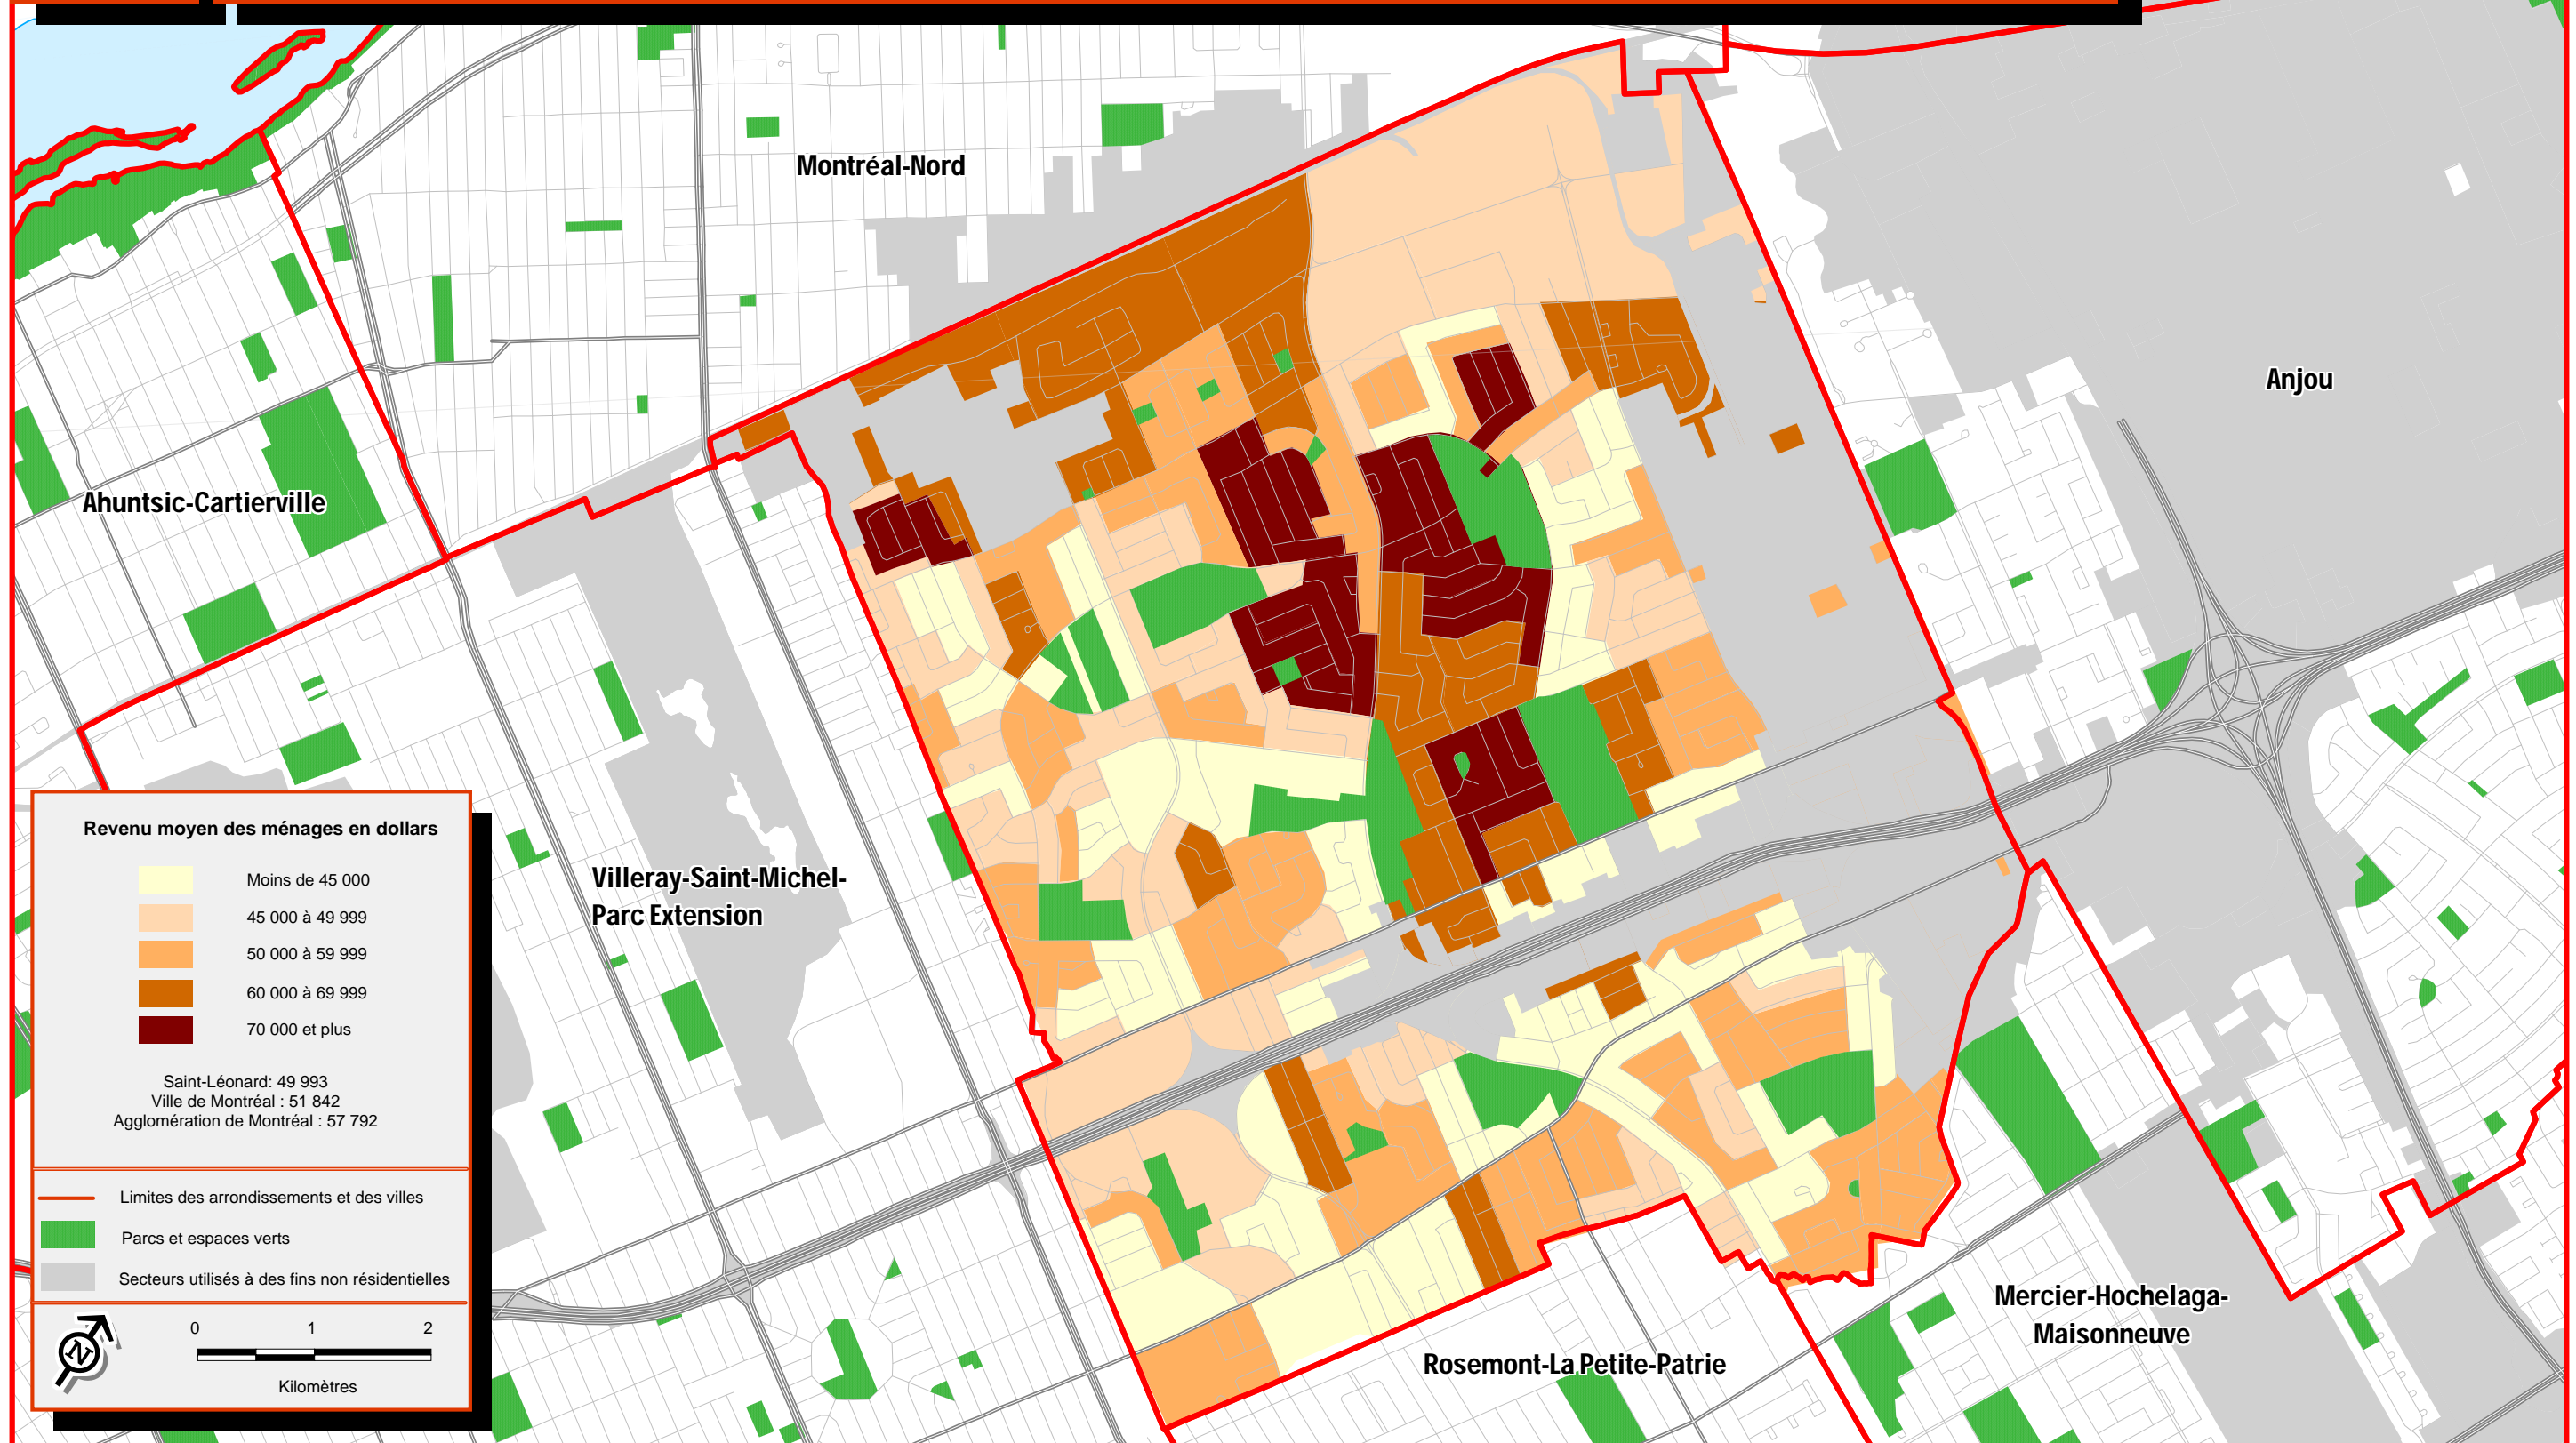 Montréal-Nord
Anjou
Ahuntsic-Cartierville
Villeray-Saint-Michel-
Parc Extension
Mercier-Hochelaga-
Maisonneuve
Rosemont-La Petite-Patrie
Revenu moyen des ménages en dollars
Moins de 45 000
45 000 à 49 999
50 000 à 59 999
60 000 à 69 999
70 000 et plus
Saint-Léonard: 49 993
Ville de Montréal : 51 842
Agglomération de Montréal : 57 792
Limites des arrondissements et des villes
Parcs et espaces verts
Secteurs utilisés à des fins non résidentielles
N
0 1 2
Kilomètres